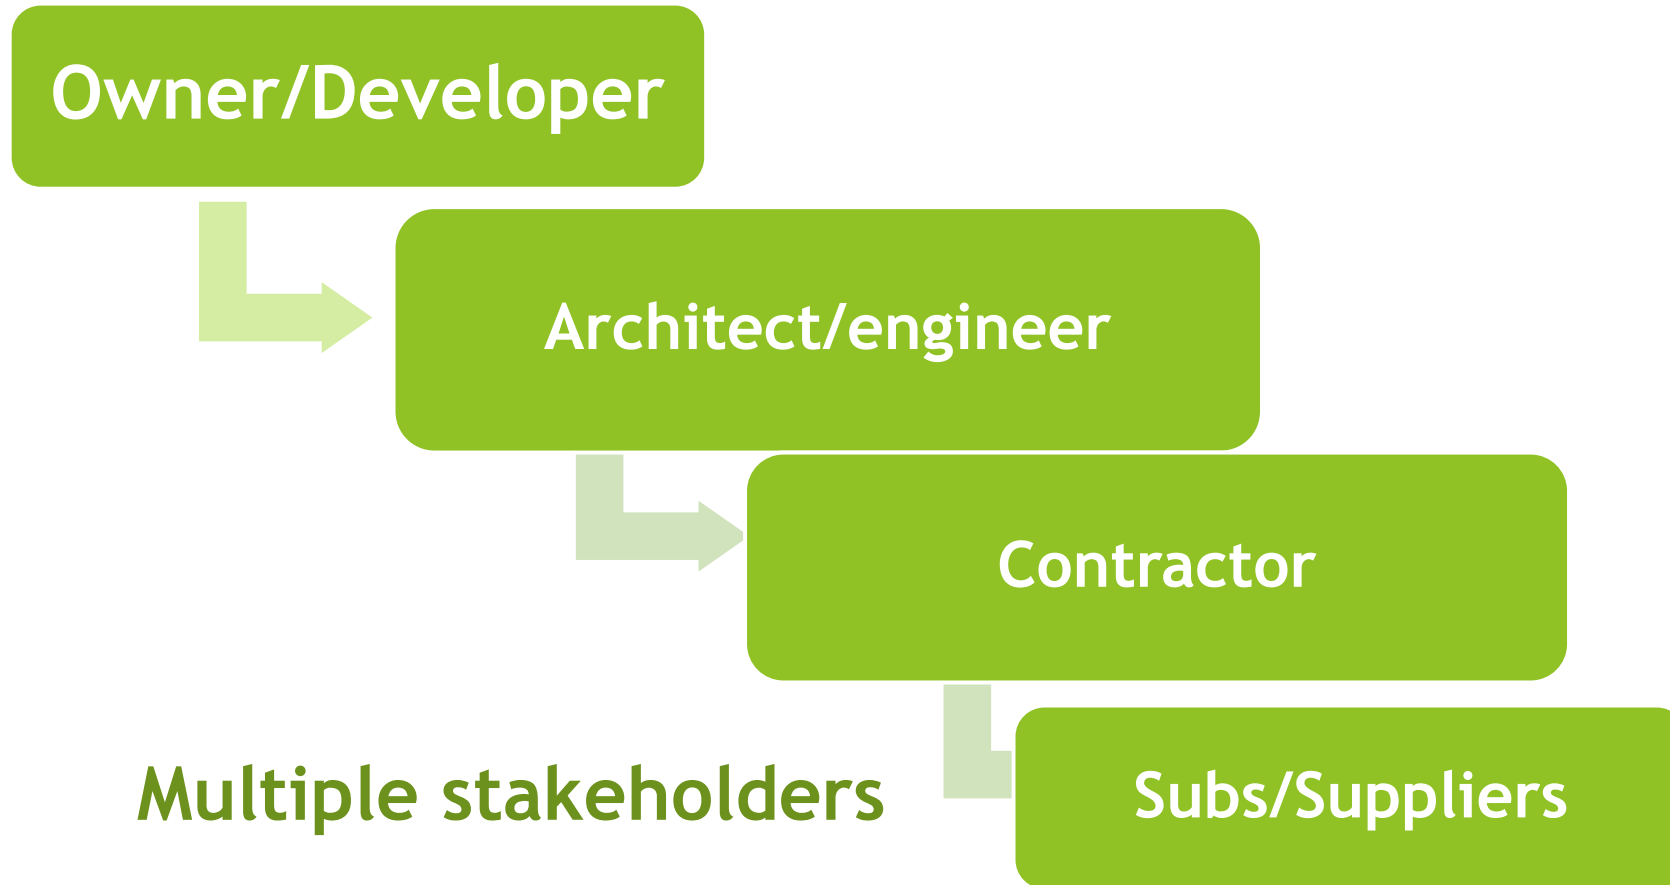 Owner/Developer
Architect/engineer
Contractor
Multiple stakeholders
Subs/Suppliers